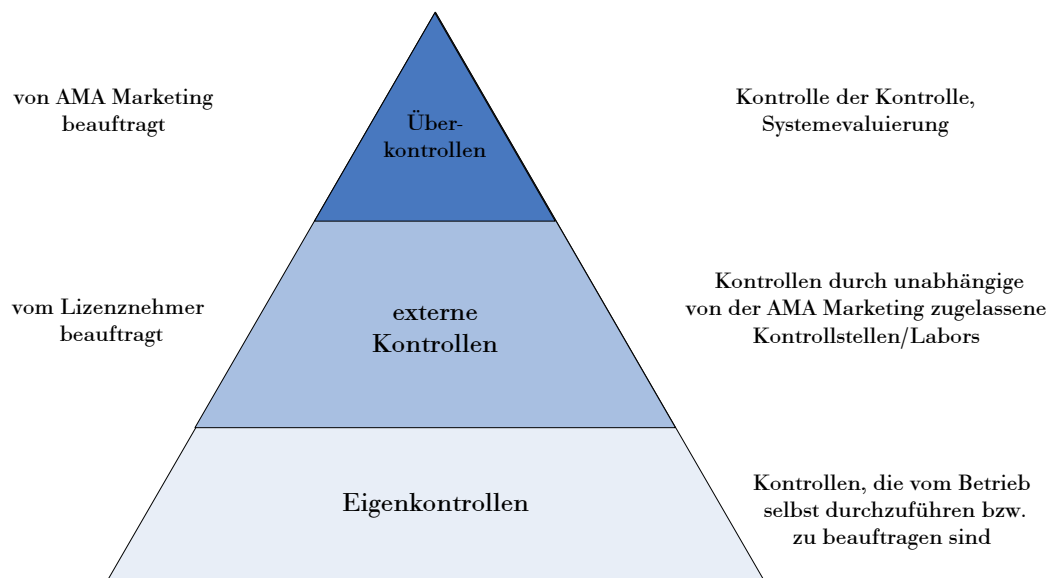 von AMA Marketing
beauftragt
Über-
kontrollen
Kontrolle der Kontrolle,
Systemevaluierung
vom Lizenznehmer
beauftragt
externe
Kontrollen
Kontrollen durch unabhängige
von der AMA Marketing zugelassene
Kontrollstellen/Labors
Eigenkontrollen
Kontrollen, die vom Betrieb
selbst durchzuführen bzw.
zu beauftragen sind